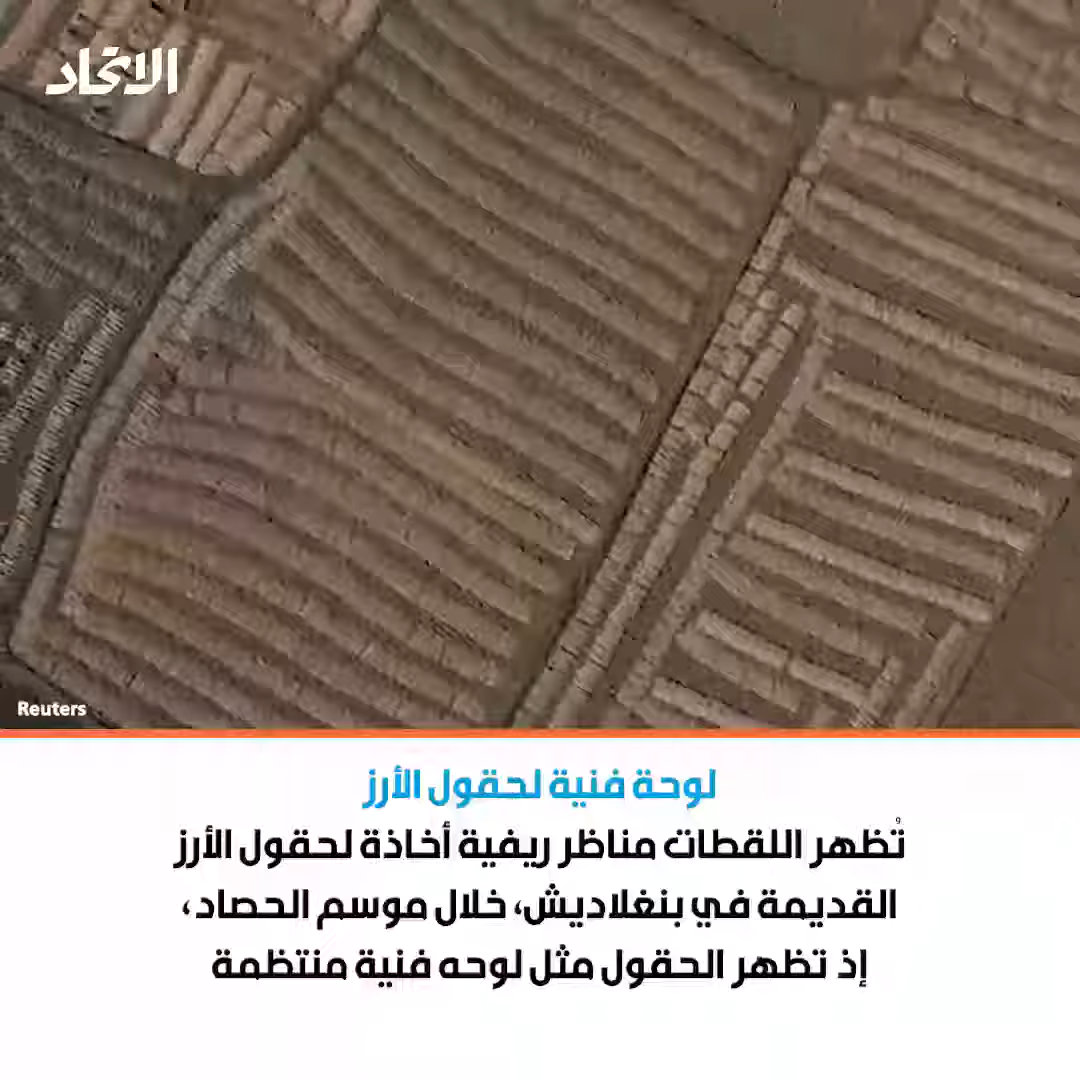 الاتحاد
Reuters
لوحة فنية لحقول الأرز
تُظهر اللقطات مناظر ريفية أخاذة لحقول الأرز
القديمة في بنغلاديش، خلال موسم الحصاد،
إذ تظهر الحقول مثل لوحه فنية منتظمة